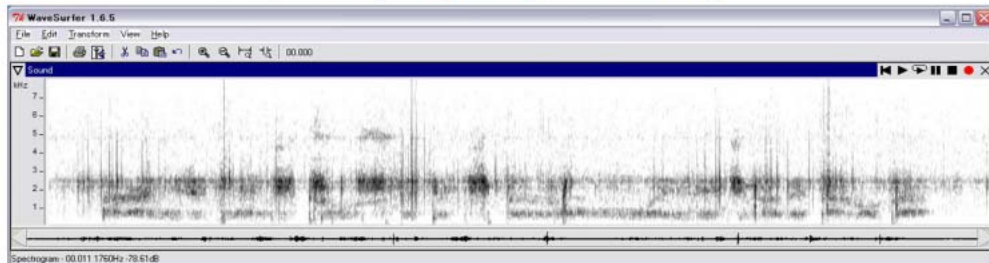 WaveSurfer 1.6.5
File Edit Transform View Help
00.000
Sound
kHz
7
6
5
4
3
2
1
Spectrogram - 00.011 1760Hz -78.61dB